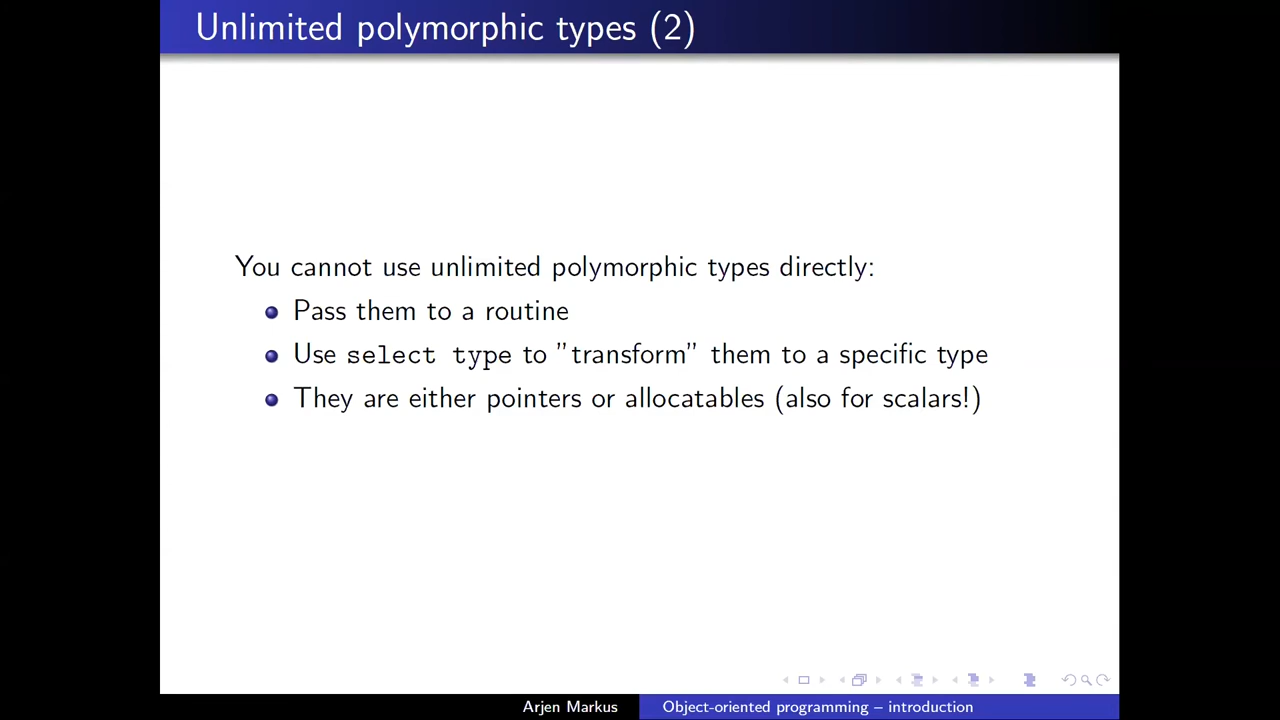 Unlimited polymorphic types (2)
You cannot use unlimited polymorphic types directly:
Pass them to a routine
Use select type to ”transform” them to a specific type
They are either pointers or allocatables (also for scalars!)
Arjen Markus
Object-oriented programming – introduction